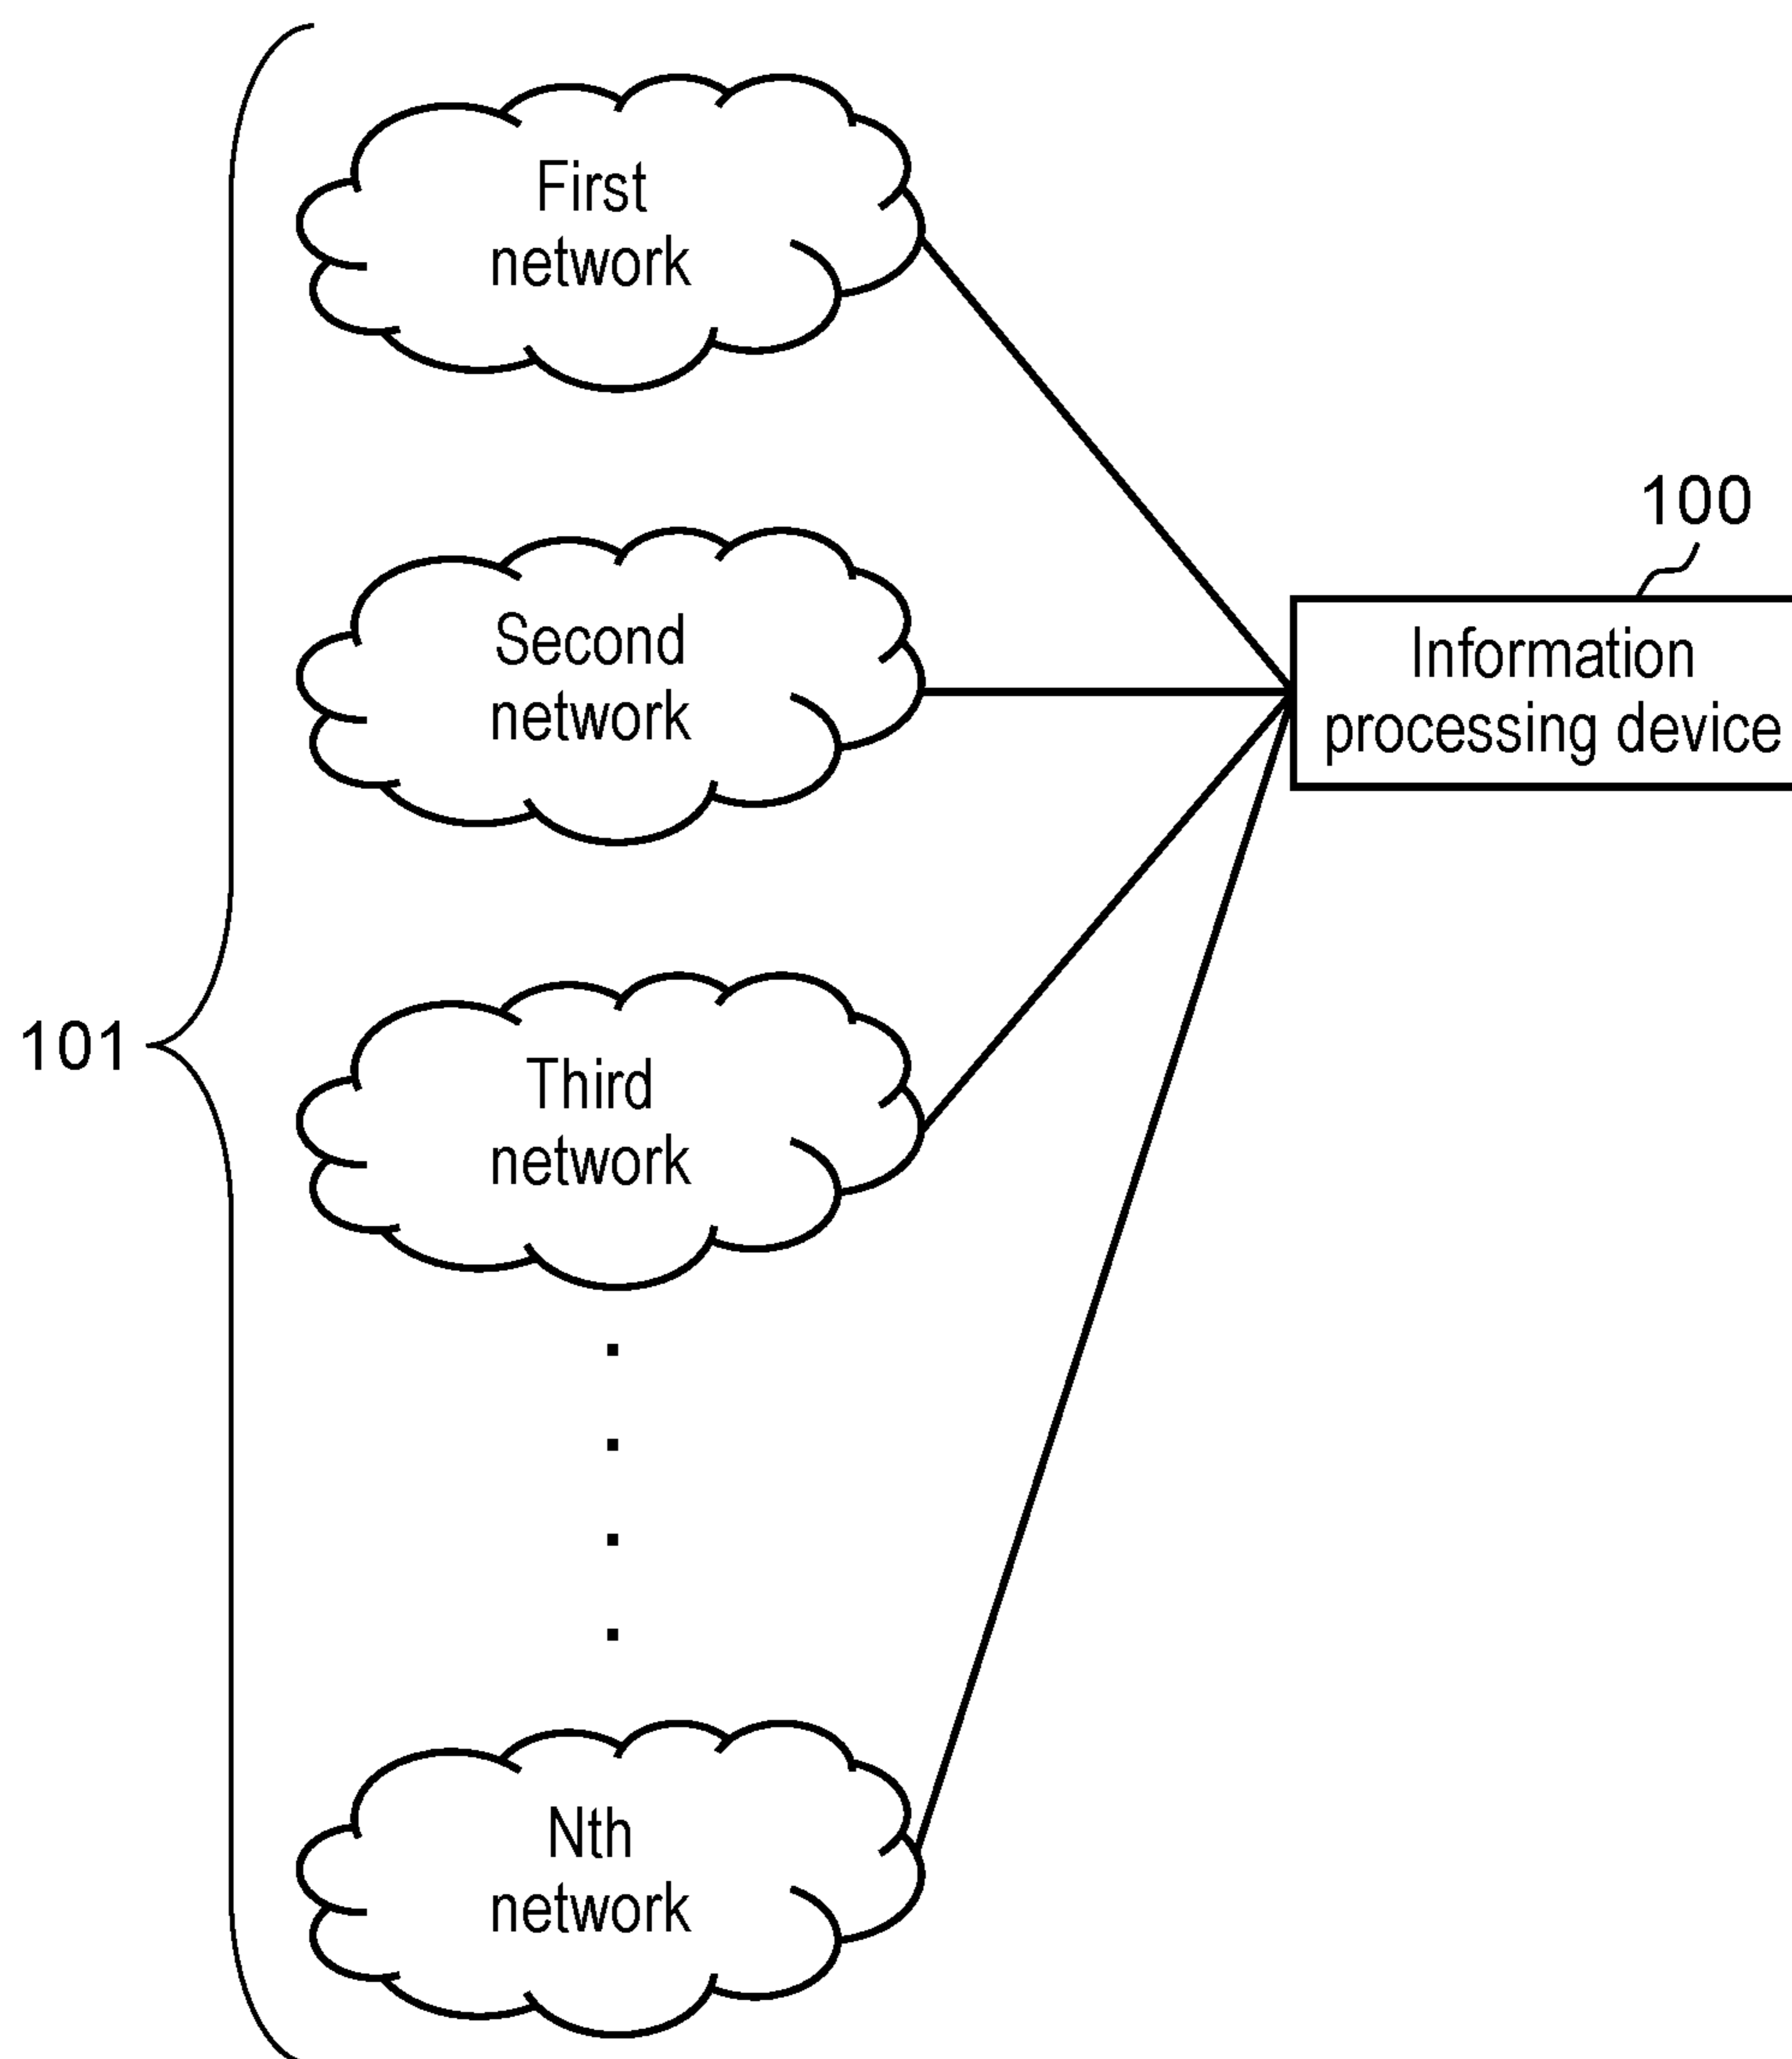 First
network
100
Second
network
Information
processing device
101
Third
network
Nth
network